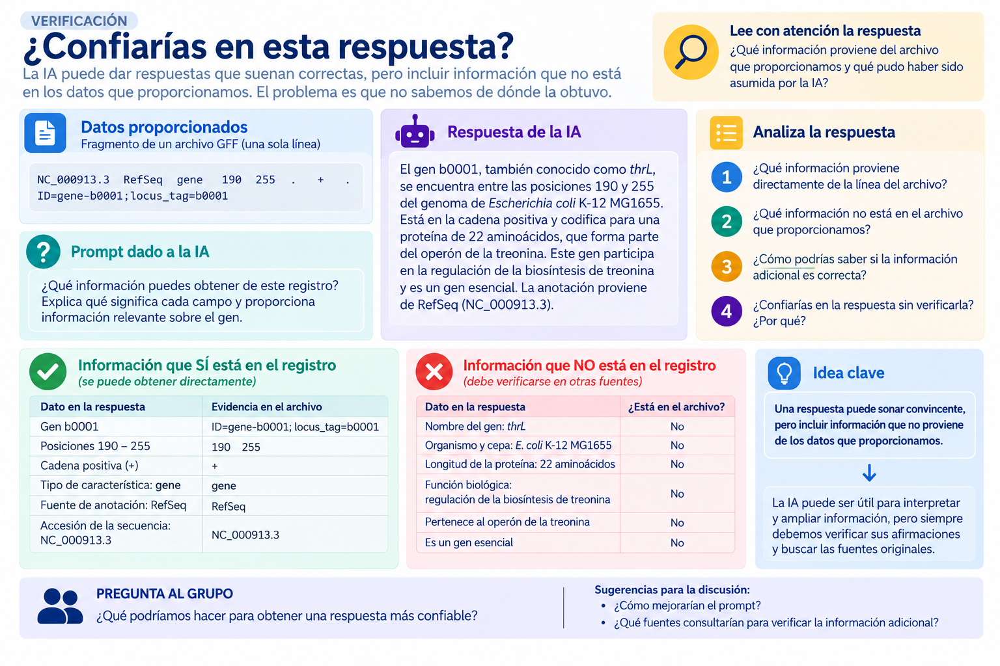 VERIFICACIÓN
¿Confiarías en esta respuesta?
La IA puede dar respuestas que suenan correctas, pero incluir información que no está
en los datos que proporcionamos. El problema es que no sabemos de dónde la obtuvo.
Lee con atención la respuesta
¿Qué información proviene del archivo
que proporcionamos y qué pudo haber sido
asumida por la IA?
Datos proporcionados
Fragmento de un archivo GFF (una sola línea)
NC_000913.3 RefSeq gene 190 255 . + .
ID=gene-b0001;locus_tag=b0001
Prompt dado a la IA
¿Qué información puedes obtener de este registro?
Explica qué significa cada campo y proporciona
información relevante sobre el gen.
Respuesta de la IA
El gen b0001, también conocido como thrL,
se encuentra entre las posiciones 190 y 255
del genoma de Escherichia coli K-12 MG1655.
Está en la cadena positiva y codifica para una
proteína de 22 aminoácidos, que forma parte
del operón de la treonina. Este gen participa
en la regulación de la biosíntesis de treonina
y es un gen esencial. La anotación proviene
de RefSeq (NC_000913.3).
Analiza la respuesta
1 ¿Qué información proviene
directamente de la línea del archivo?
2 ¿Qué información no está en el archivo
que proporcionamos?
3 ¿Cómo podrías saber si la información
adicional es correcta?
4 ¿Confiarías en la respuesta sin verificarla?
¿Por qué?
Información que SÍ está en el registro
(se puede obtener directamente)
Dato en la respuesta Evidencia en el archivo
Gen b0001 ID=gene-b0001; locus_tag=b0001
Posiciones 190 – 255 190 255
Cadena positiva (+) +
Tipo de característica: gene gene
Fuente de anotación: RefSeq RefSeq
Accesión de la secuencia:
NC_000913.3 NC_000913.3
Información que NO está en el registro
(debe verificarse en otras fuentes)
Dato en la respuesta ¿Está en el archivo?
Nombre del gen: thrL No
Organismo y cepa: E. coli K-12 MG1655 No
Longitud de la proteína: 22 aminoácidos No
Función biológica:
regulación de la biosíntesis de treonina No
Pertenece al operón de la treonina No
Es un gen esencial No
Idea clave
Una respuesta puede sonar convincente,
pero incluir información que no proviene
de los datos que proporcionamos.
La IA puede ser útil para interpretar
y ampliar información, pero siempre
debemos verificar sus afirmaciones
y buscar las fuentes originales.
PREGUNTA AL GRUPO
¿Qué podríamos hacer para obtener una respuesta más confiable?
Sugerencias para la discusión:
• ¿Cómo mejorarían el prompt?
• ¿Qué fuentes consultarían para verificar la información adicional?